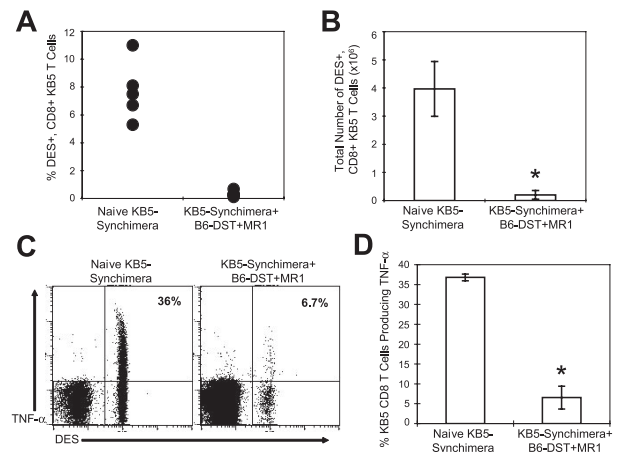 A
% DES+, CD8+ KB5 T Cells
12
10
8
6
4
2
0
Naive KB5-
Synchimera
KB5-Synchimera+
B6-DST+MR1
B
Total Number of DES+,
CD8+ KB5 T Cells (x10⁶)
6
5
4
3
2
1
0
*
Naive KB5-
Synchimera
KB5-Synchimera+
B6-DST+MR1
C
Naive KB5-
Synchimera
KB5-Synchimera+
B6-DST+MR1
36%
6.7%
TNF-α
DES
D
% KB5 CD8 T Cells Producing TNF-α
40
35
30
25
20
15
10
5
0
*
Naive KB5-
Synchimera
KB5-Synchimera+
B6-DST+MR1